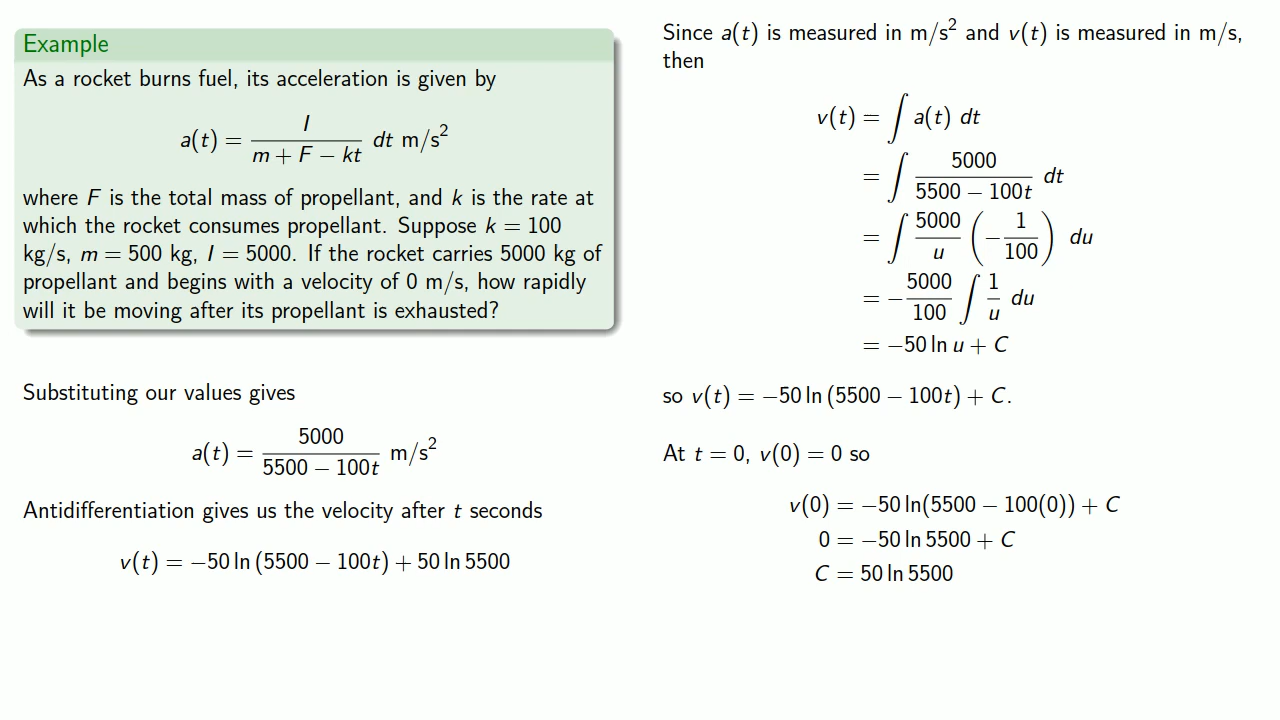 Example
As a rocket burns fuel, its acceleration is given by
a(t) = I / (m + F − kt) dt m/s²
where F is the total mass of propellant, and k is the rate at
which the rocket consumes propellant. Suppose k = 100
kg/s, m = 500 kg, I = 5000. If the rocket carries 5000 kg of
propellant and begins with a velocity of 0 m/s, how rapidly
will it be moving after its propellant is exhausted?
Substituting our values gives
a(t) = 5000 / (5500 − 100t) m/s²
Antidifferentiation gives us the velocity after t seconds
v(t) = −50 ln (5500 − 100t) + 50 ln 5500
Since a(t) is measured in m/s² and v(t) is measured in m/s,
then
v(t) = ∫ a(t) dt
= ∫ 5000 / (5500 − 100t) dt
= ∫ 5000/u (−1/100) du
= −5000/100 ∫ 1/u du
= −50 ln u + C
so v(t) = −50 ln (5500 − 100t) + C.
At t = 0, v(0) = 0 so
v(0) = −50 ln(5500 − 100(0)) + C
0 = −50 ln 5500 + C
C = 50 ln 5500